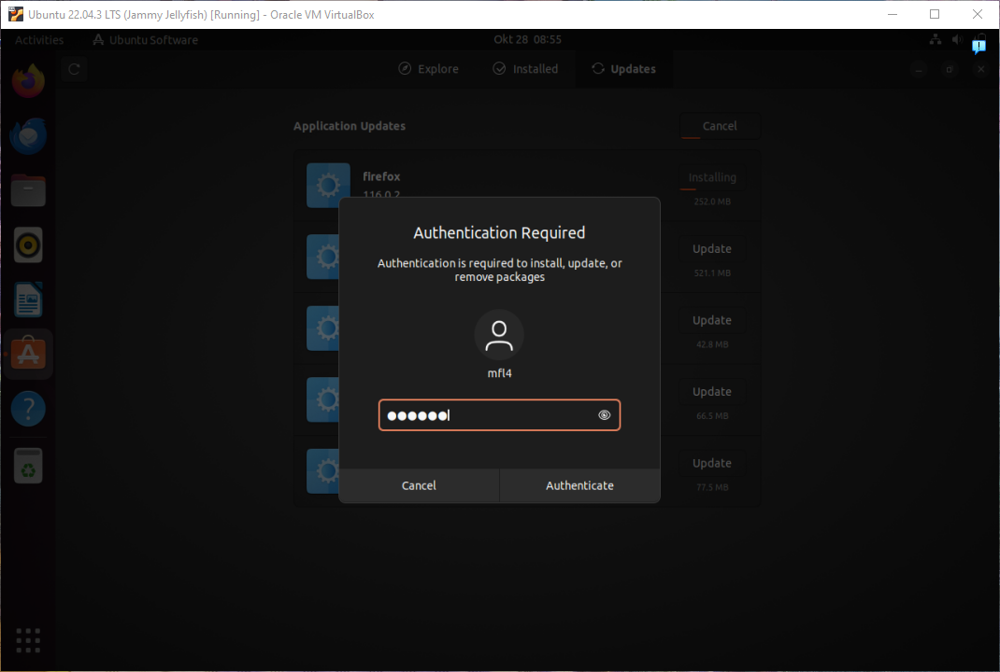 Ubuntu 22.04.3 LTS (Jammy Jellyfish) [Running] - Oracle VM VirtualBox
Activities Ubuntu Software Okt 28 08:55
Explore Installed Updates
Application Updates Cancel
firefox Installing
116.0.2
252.0 MB
Authentication Required
Authentication is required to install, update, or
remove packages
mfl4
●●●●●●
Cancel Authenticate
Update
521.1 MB
Update
42.8 MB
Update
66.5 MB
Update
77.5 MB